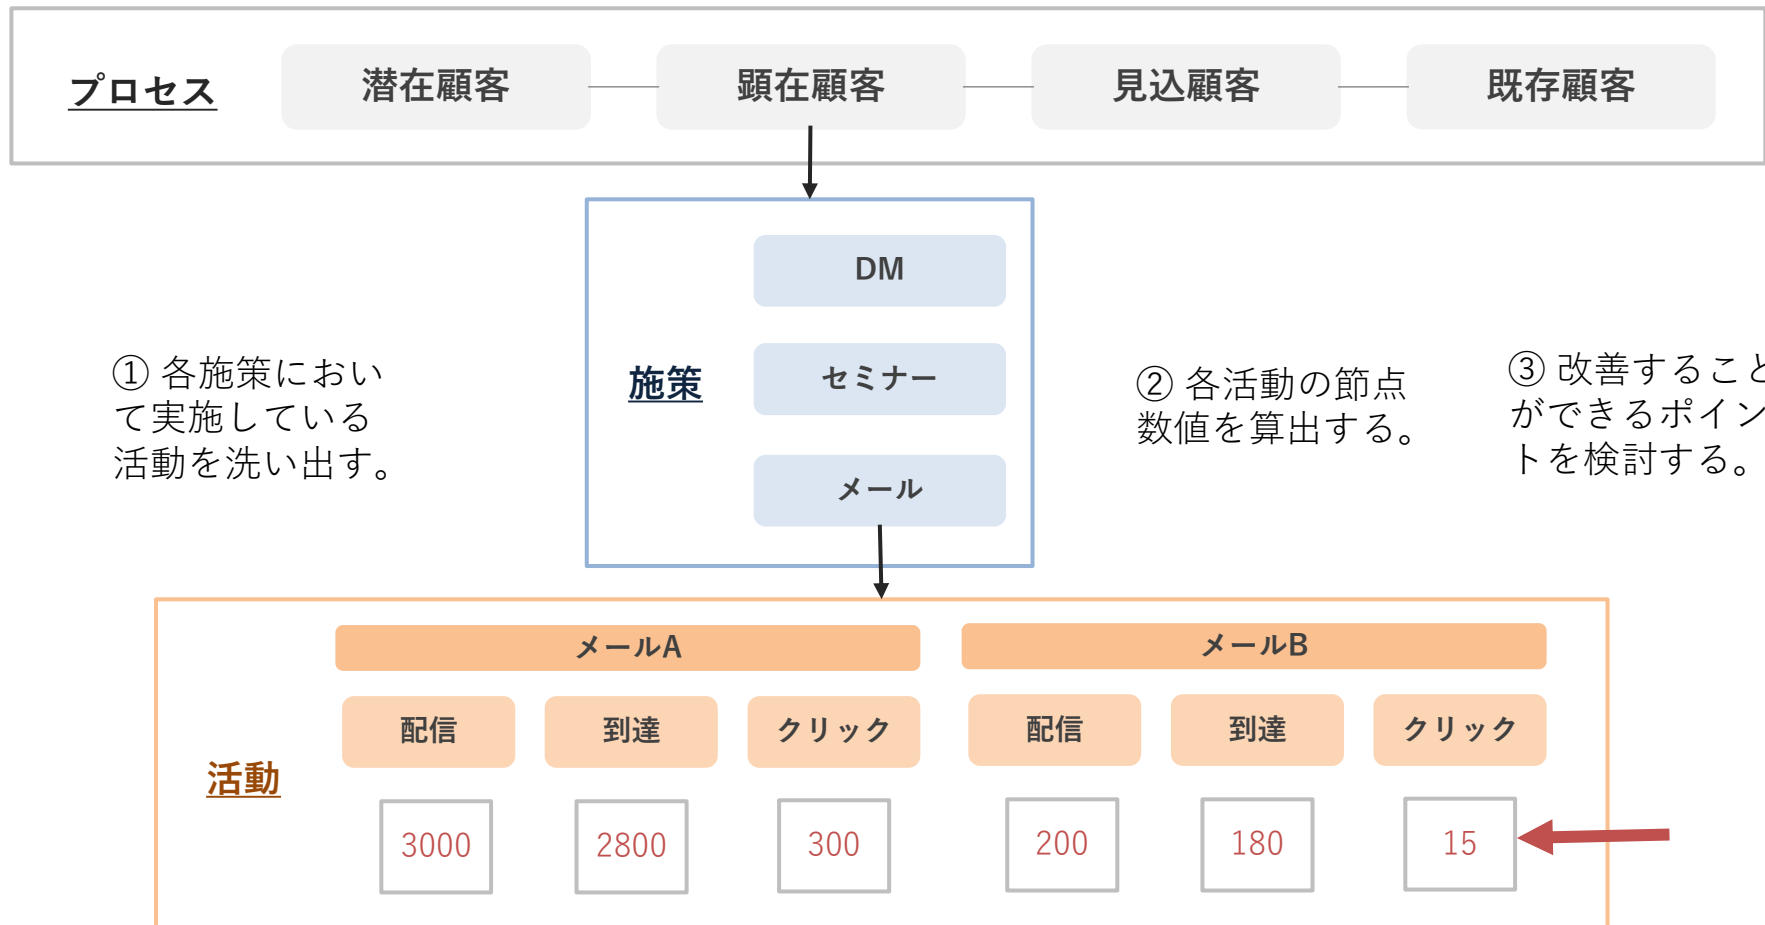 プロセス
潜在顧客
顕在顧客
見込顧客
既存顧客
① 各施策におい
て実施している
活動を洗い出す。
施策
DM
セミナー
メール
② 各活動の節点
数値を算出する。
③ 改善すること
ができるポイン
トを検討する。
活動
メールA
配信
到達
クリック
3000
2800
300
メールB
配信
到達
クリック
200
180
15